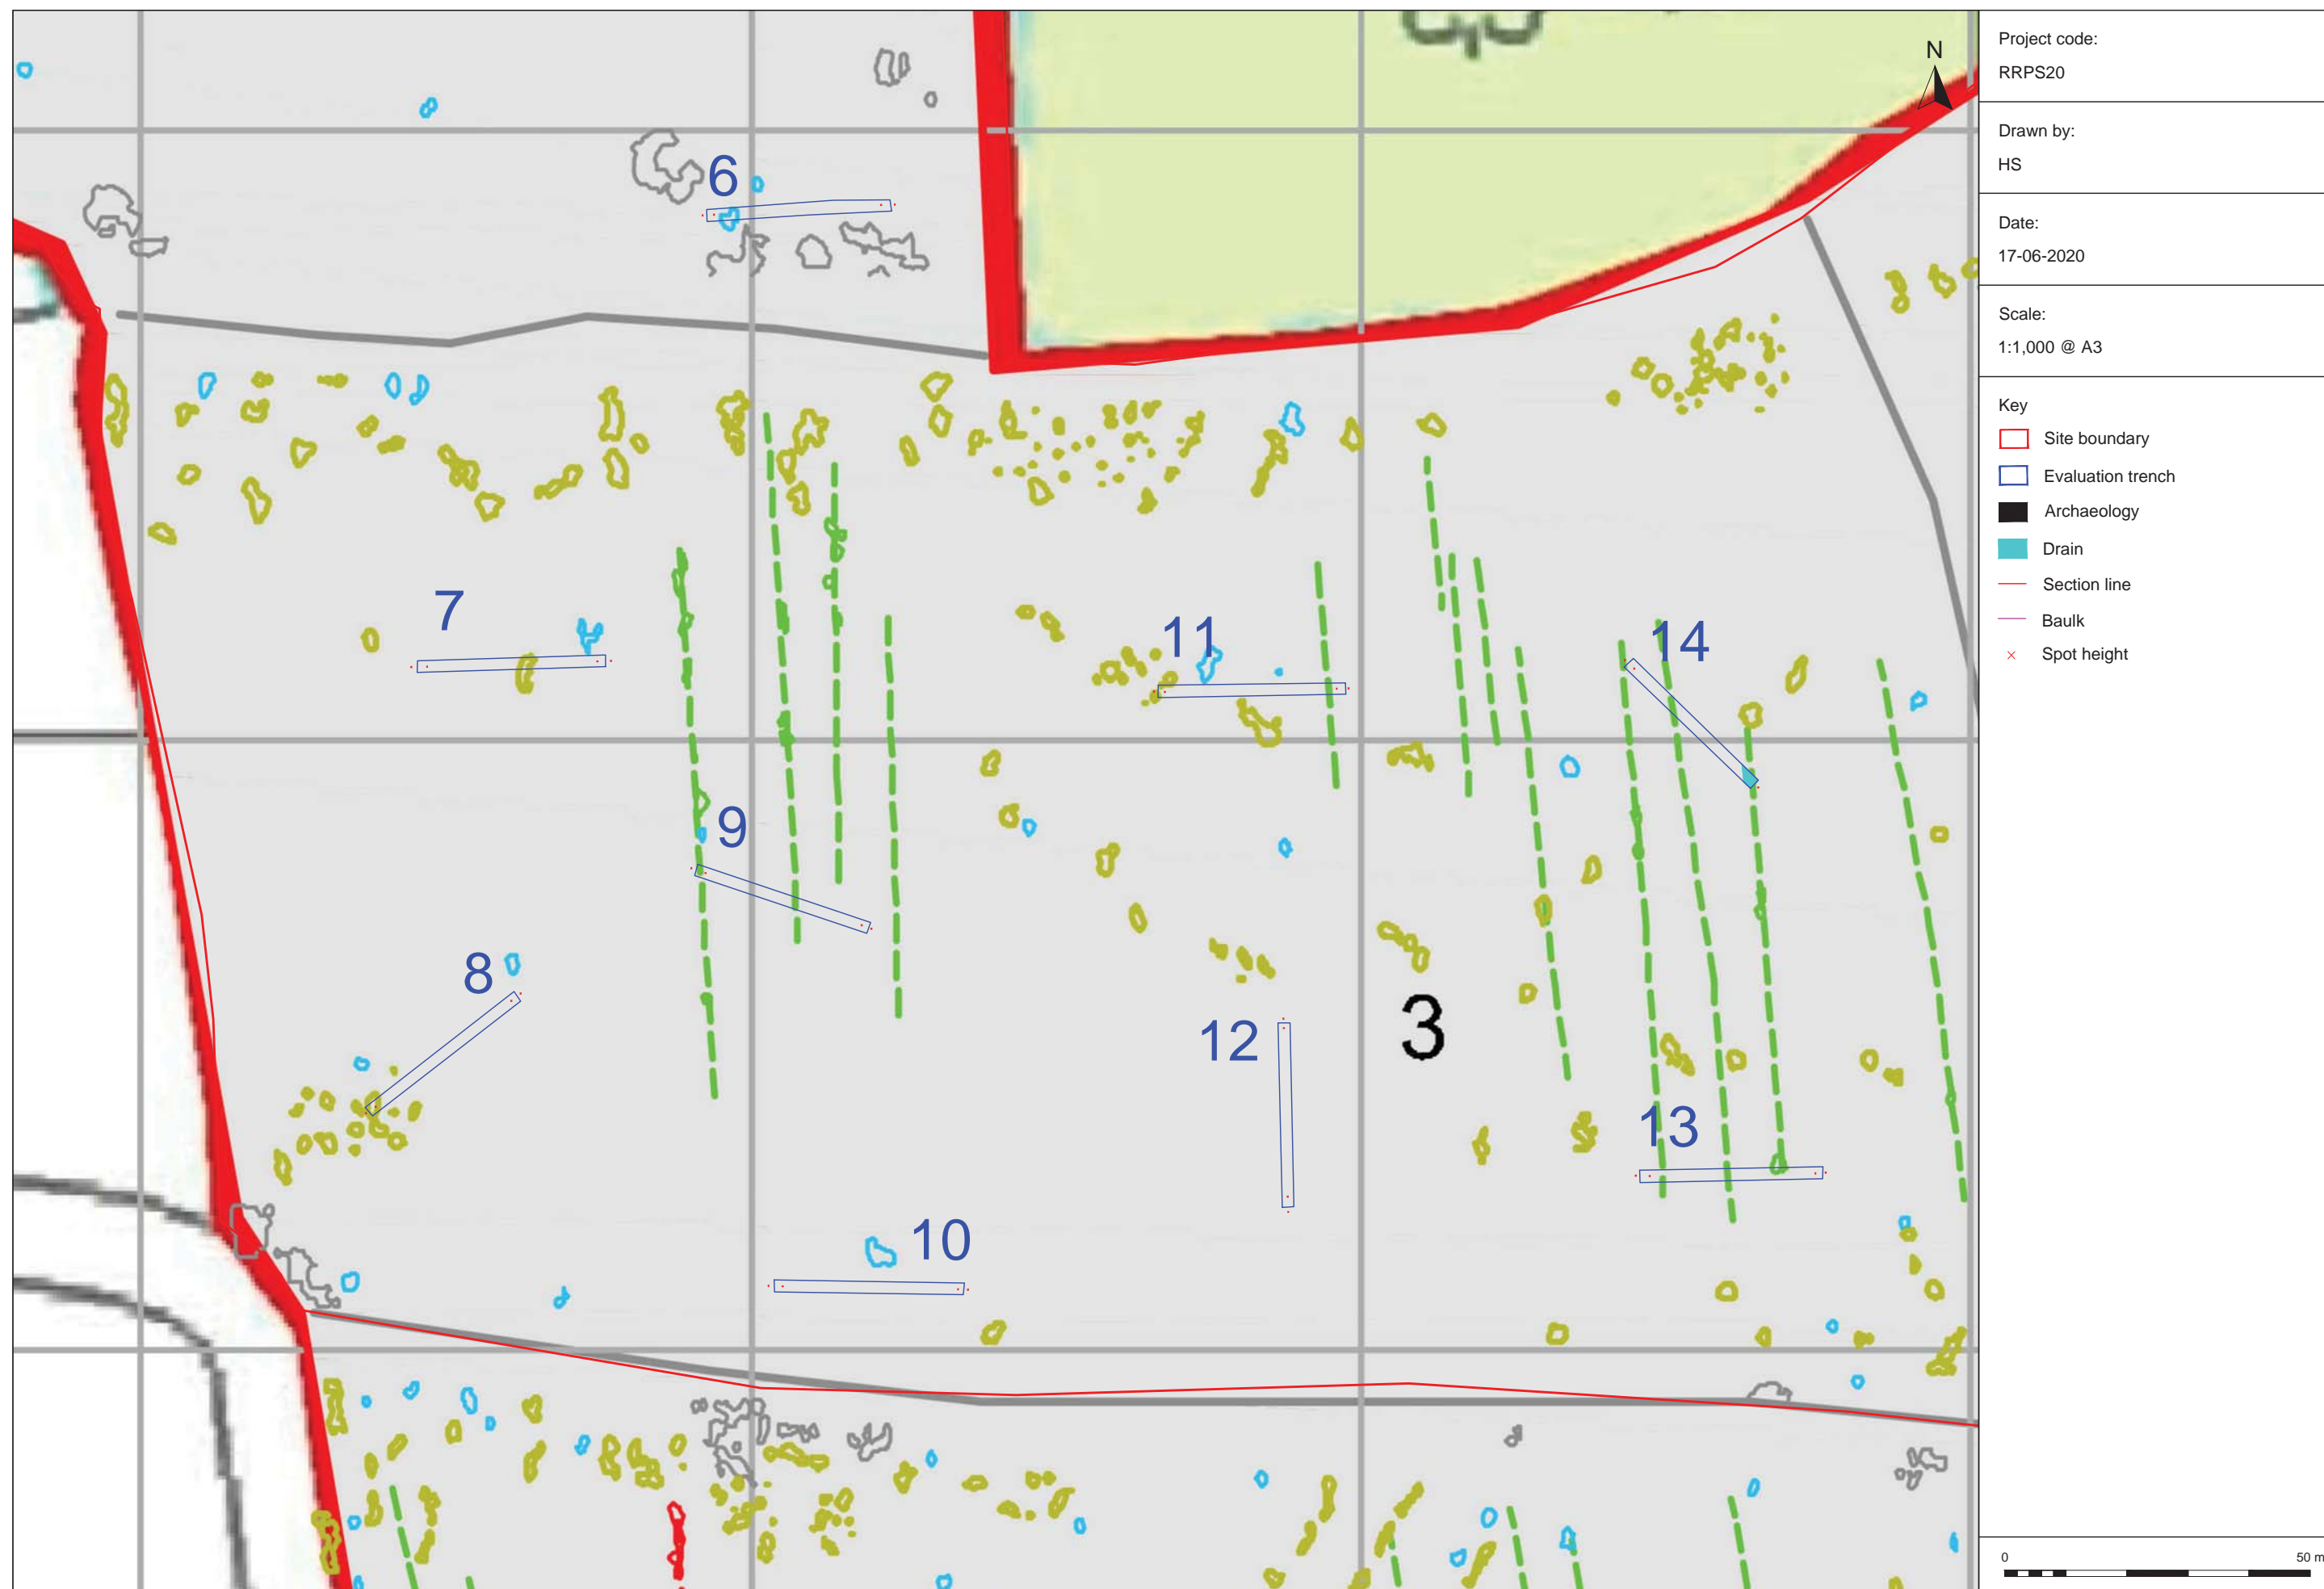 N
6
7
11
14
9
8
12
3
13
10
Project code:
RRPS20
Drawn by:
HS
Date:
17-06-2020
Scale:
1:1,000 @ A3
Key
Site boundary
Evaluation trench
Archaeology
Drain
Section line
Baulk
Spot height
0 50 m